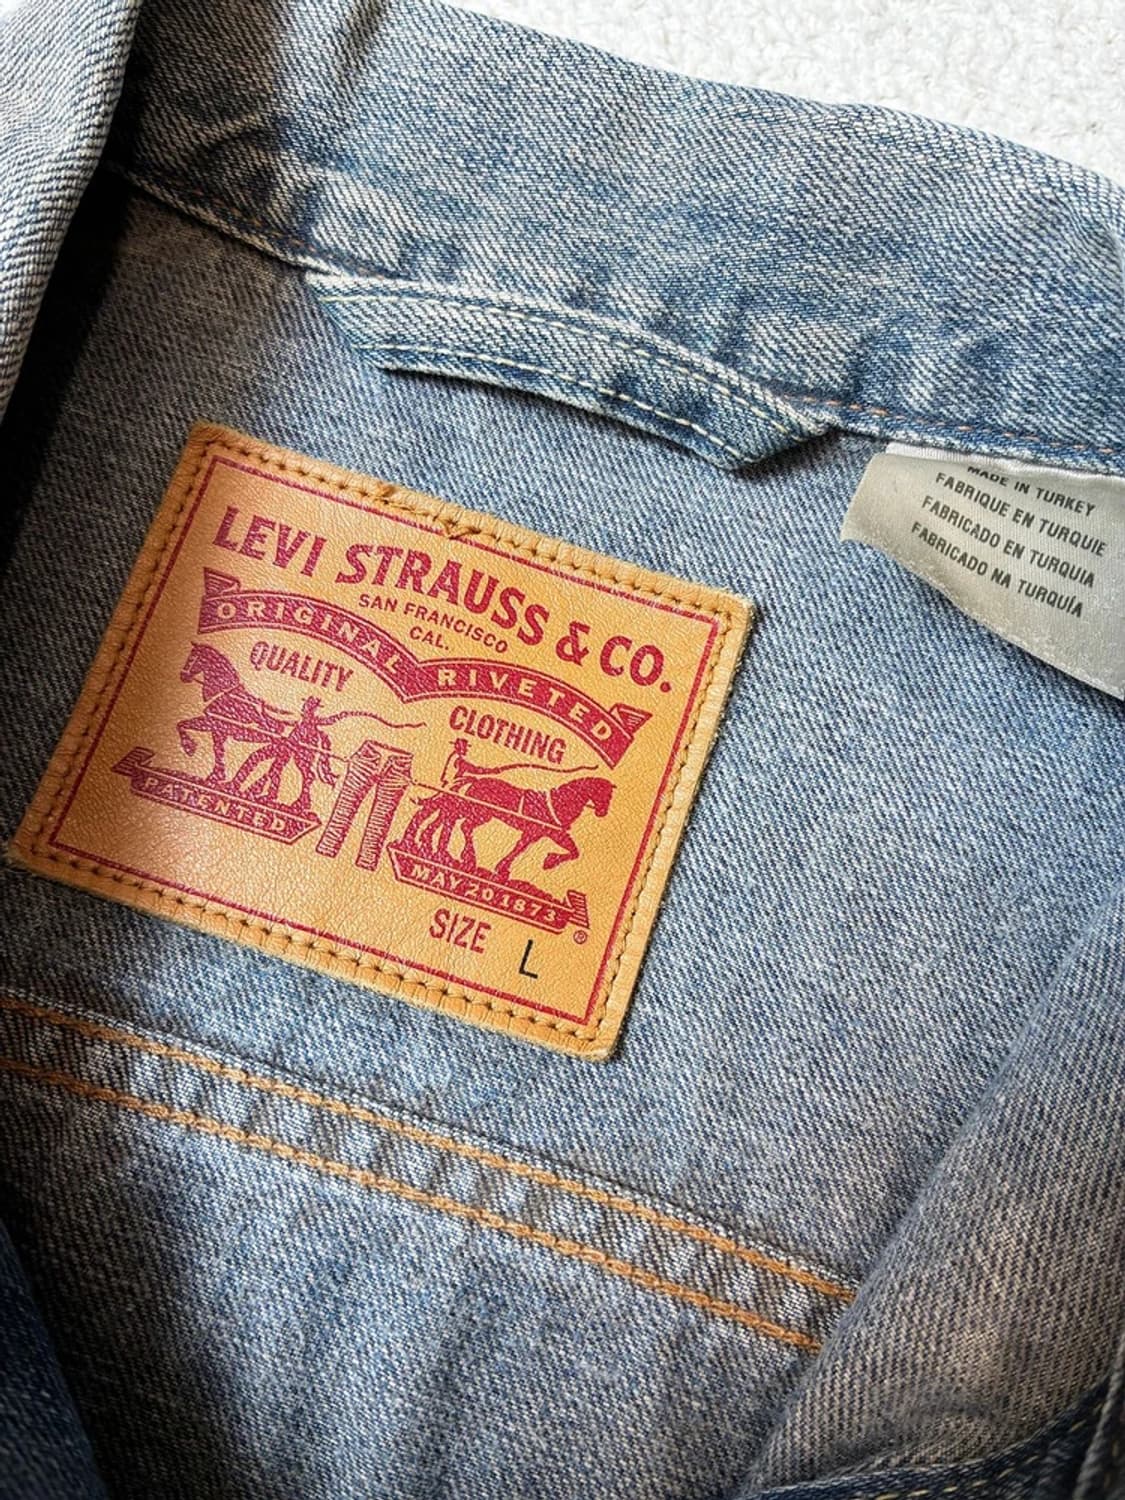 LEVI STRAUSS & CO.
SAN FRANCISCO
CAL.
ORIGINAL RIVETED
QUALITY
CLOTHING
PATENTED
MAY 20 1873
SIZE L
®
MADE IN TURKEY
FABRIQUE EN TURQUIE
FABRICADO EN TURQUIA
FABRICADO NA TURQUÍA